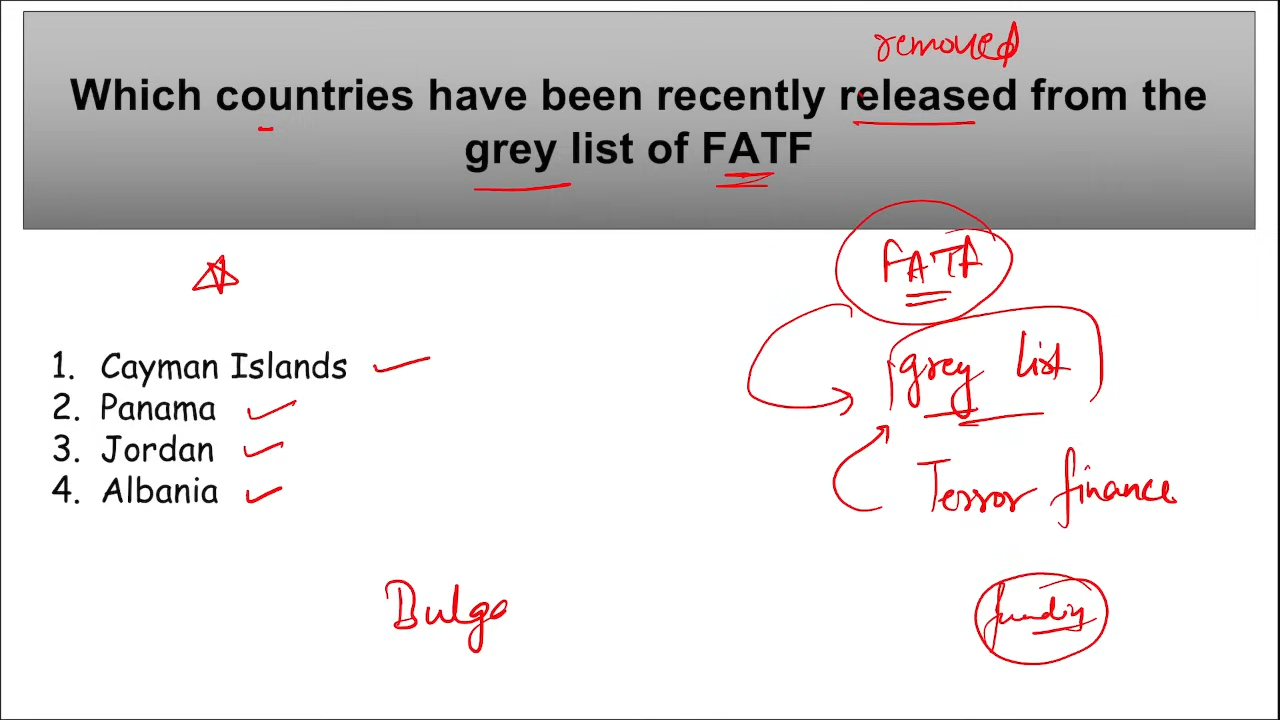 removed
Which countries have been recently released from the
grey list of FATF
FATF
1. Cayman Islands
grey list
2. Panama
3. Jordan
4. Albania
Terror finance
Bulga
funding